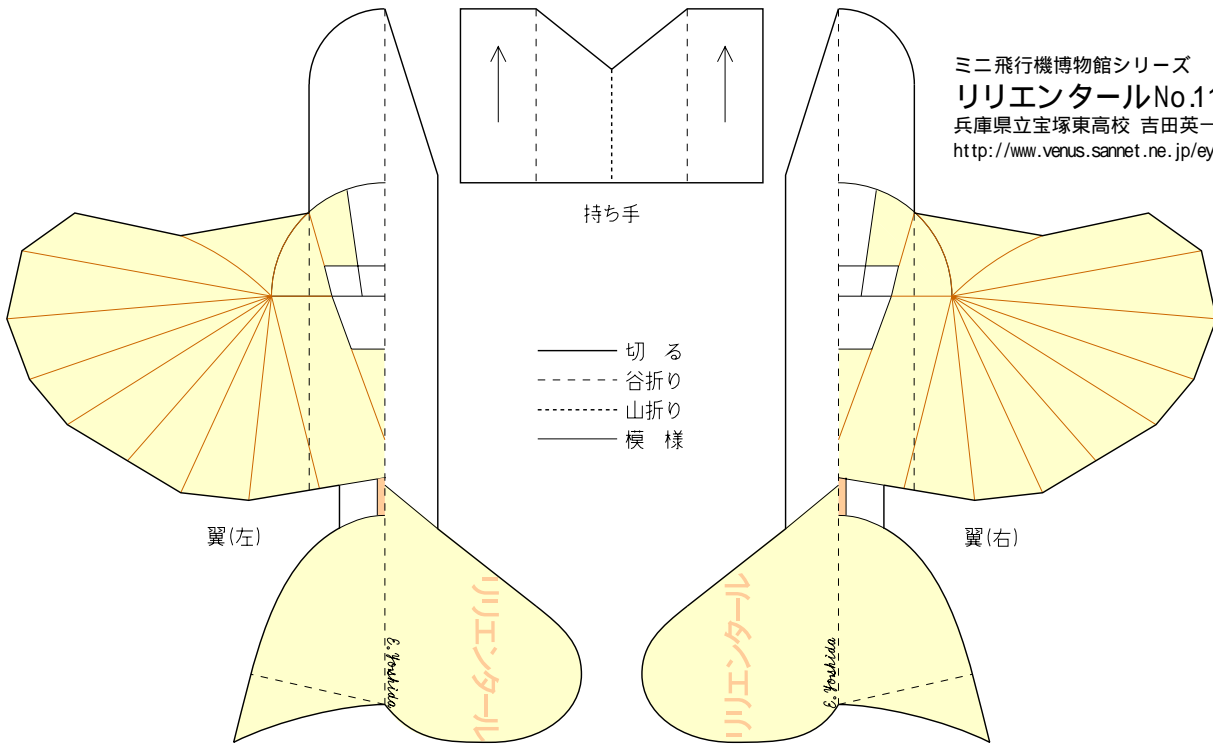 ミニ飛行機博物館シリーズ
リリエンタールNo.11
兵庫県立宝塚東高校 吉田英一
http://www.venus.sannet.ne.jp/ey
持ち手
切 る
谷折り
山折り
模 様
翼(左)
翼(右)
リリエンタール
リリエンタール
E. Yoshida
E. Yoshida